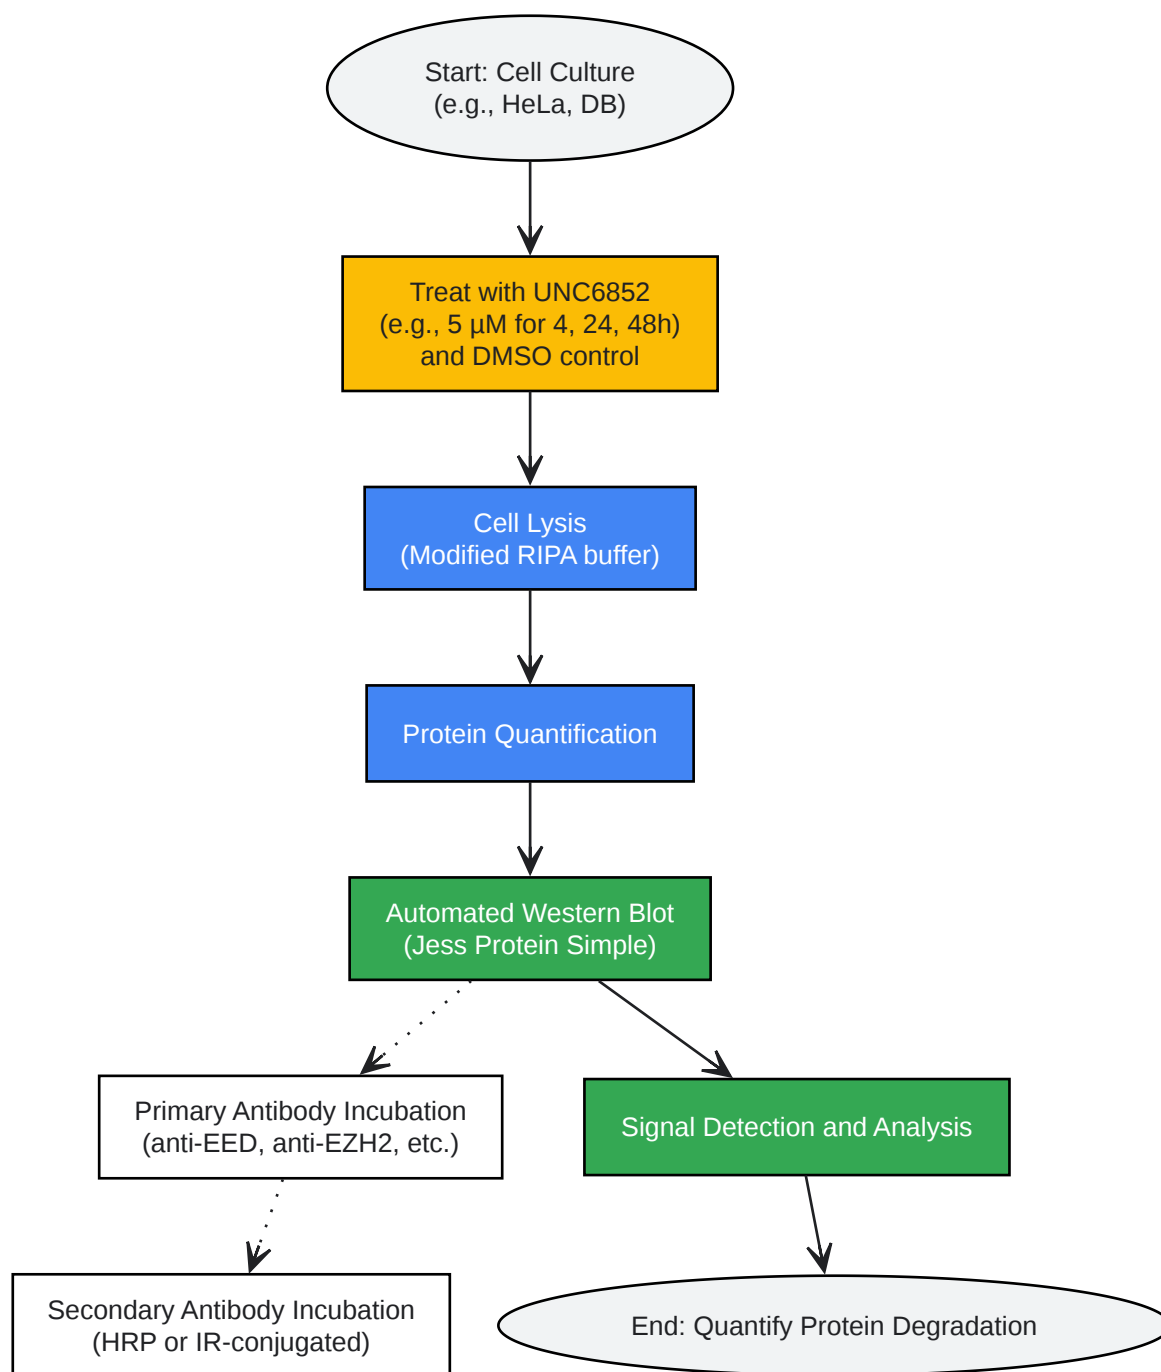 Start: Cell Culture
(e.g., HeLa, DB)
Treat with UNC6852
(e.g., 5 µM for 4, 24, 48h)
and DMSO control
Cell Lysis
(Modified RIPA buffer)
Protein Quantification
Automated Western Blot
(Jess Protein Simple)
Primary Antibody Incubation
(anti-EED, anti-EZH2, etc.)
Signal Detection and Analysis
Secondary Antibody Incubation
(HRP or IR-conjugated)
End: Quantify Protein Degradation